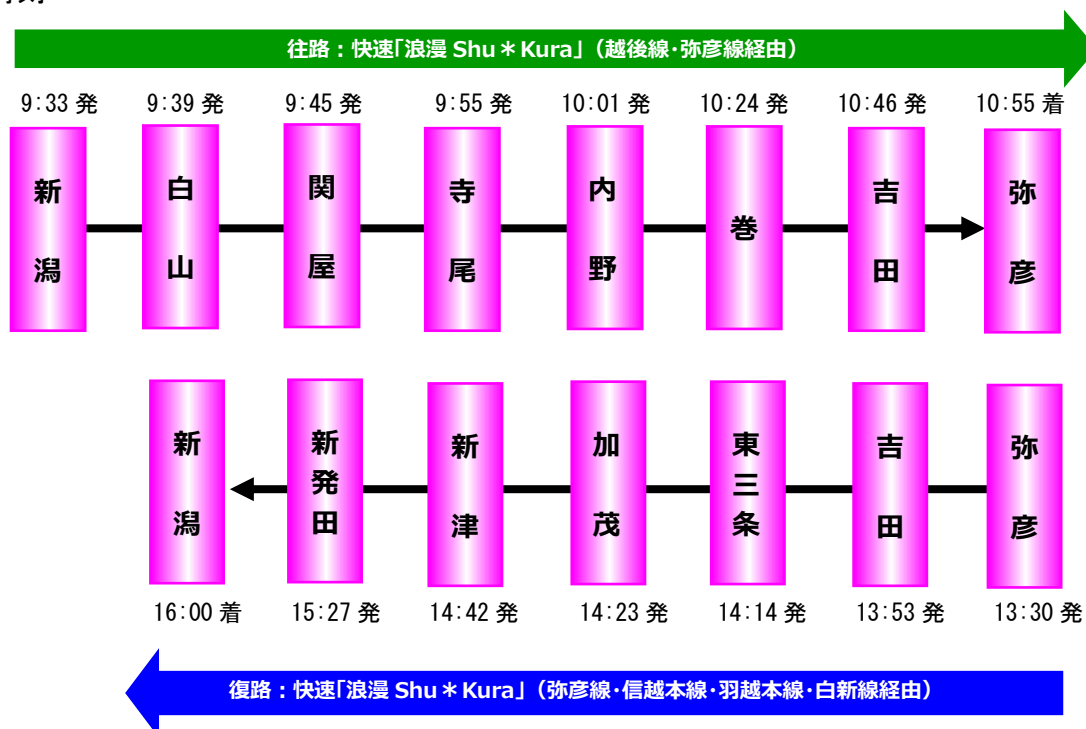 往路：快速「浪漫 Shu＊Kura」（越後線・弥彦線経由）
9:33 発 9:39 発 9:45 発 9:55 発 10:01 発 10:24 発 10:46 発 10:55 着
新潟 白山 関屋 寺尾 内野 巻 吉田 弥彦
新潟 新発田 新津 加茂 東三条 吉田 弥彦
16:00 着 15:27 発 14:42 発 14:23 発 14:14 発 13:53 発 13:30 発
復路：快速「浪漫 Shu＊Kura」（弥彦線・信越本線・羽越本線・白新線経由）